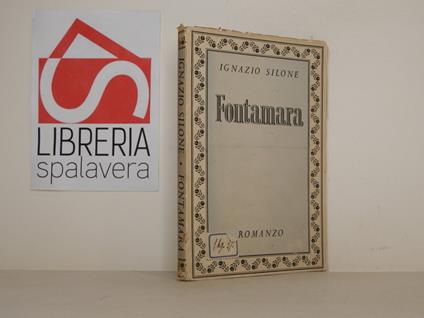 LIBRERIA
spalavera
IGNAZIO SILONE • FONTAMARA
IGNAZIO SILONE
Fontamara
ROMANZO